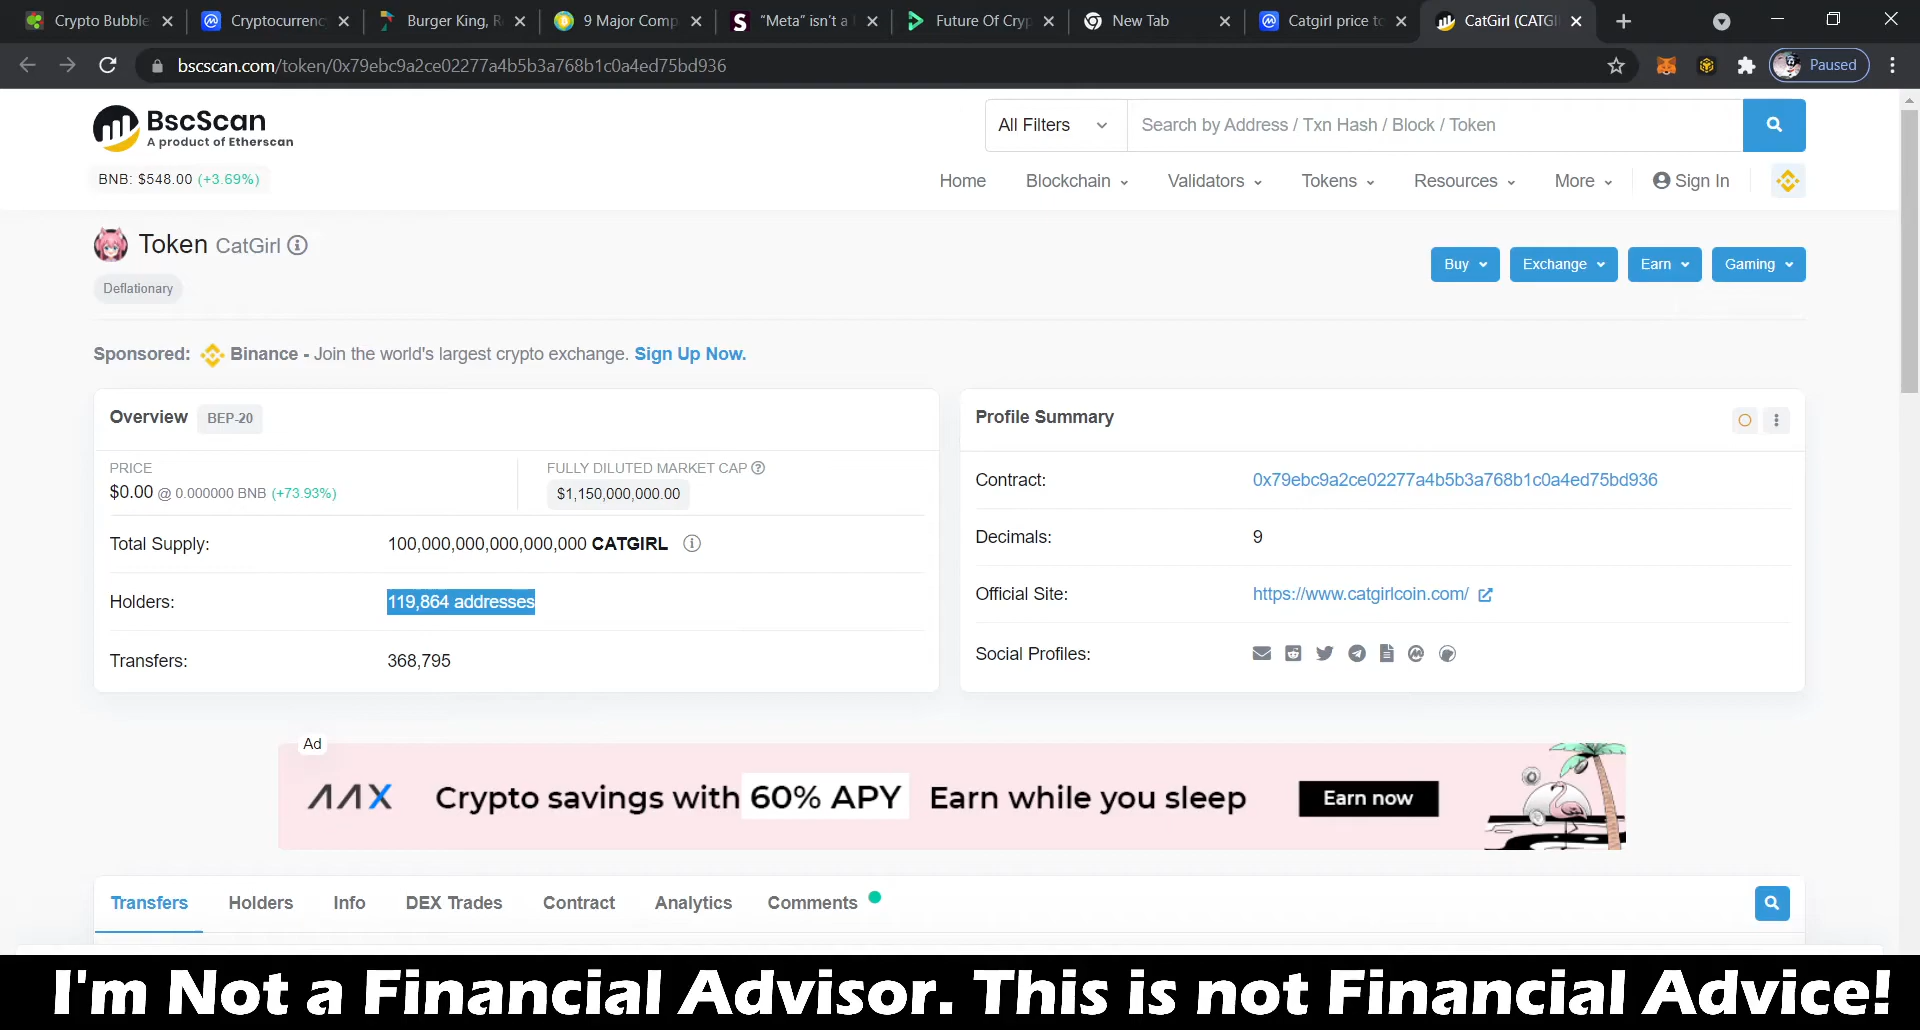 Crypto Bubble
Cryptocurrenc
Burger King, R
9 Major Comp
"Meta" isn't a
Future Of Cryp
New Tab
Catgirl price to
CatGirl (CATGI
bscscan.com/token/0x79ebc9a2ce02277a4b5b3a768b1c0a4ed75bd936
Paused
BscScan
A product of Etherscan
All Filters
Search by Address / Txn Hash / Block / Token
BNB: $548.00 (+3.69%)
Home
Blockchain
Validators
Tokens
Resources
More
Sign In
Token CatGirl
Deflationary
Buy
Exchange
Earn
Gaming
Sponsored: Binance - Join the world's largest crypto exchange. Sign Up Now.
Overview BEP-20
PRICE
$0.00 @ 0.000000 BNB (+73.93%)
FULLY DILUTED MARKET CAP
$1,150,000,000.00
Total Supply: 100,000,000,000,000,000 CATGIRL
Holders: 119,864 addresses
Transfers: 368,795
Profile Summary
Contract: 0x79ebc9a2ce02277a4b5b3a768b1c0a4ed75bd936
Decimals: 9
Official Site: https://www.catgirlcoin.com/
Social Profiles:
Ad
AAX Crypto savings with 60% APY Earn while you sleep Earn now
Transfers
Holders
Info
DEX Trades
Contract
Analytics
Comments
I'm Not a Financial Advisor. This is not Financial Advice!